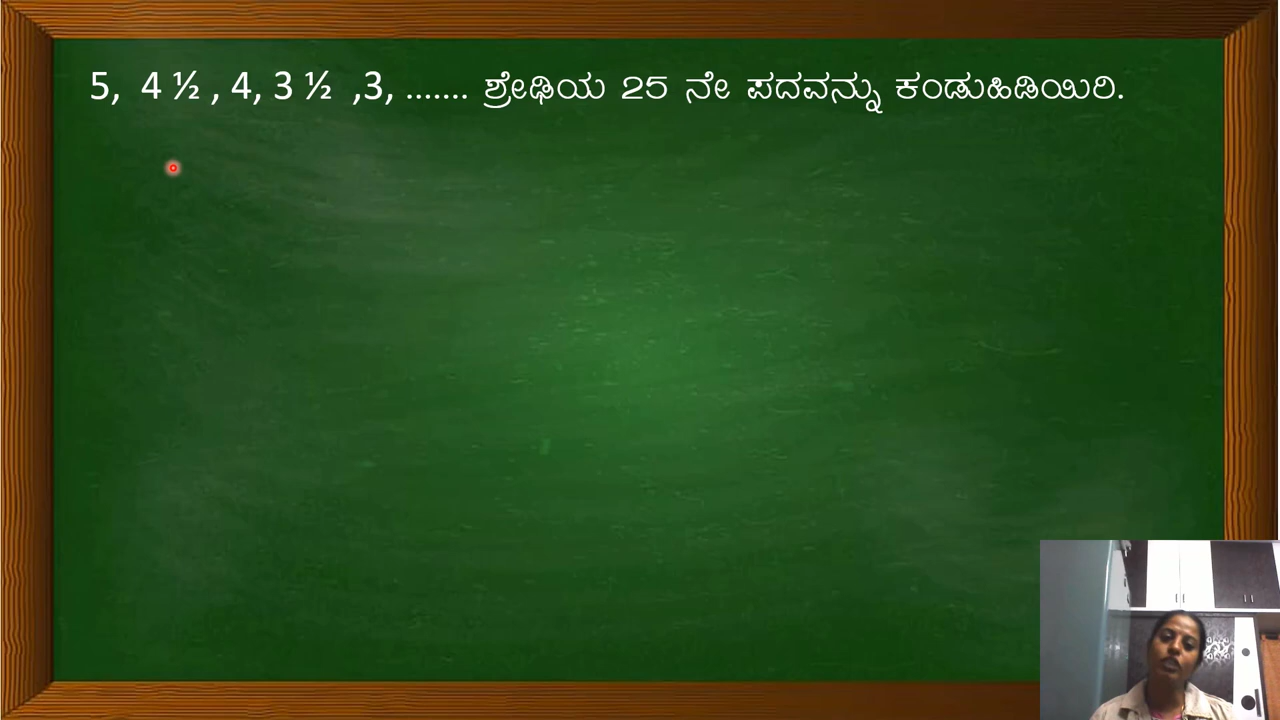 5, 4 ½ , 4, 3 ½ ,3, ....... ಶ್ರೇಢಿಯ 25 ನೇ ಪದವನ್ನು ಕಂಡುಹಿಡಿಯಿರಿ.